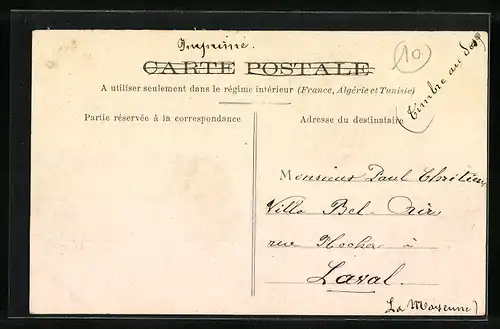 Imprimé.
10
Timbre au dos
CARTE POSTALE
A utiliser seulement dans le régime intérieur (France, Algérie et Tunisie)
Partie réservée à la correspondance
Adresse du destinataire
Monsieur Paul Chrétien
Villa Bel-Air
rue Hoche à
Laval
(La Mayenne)